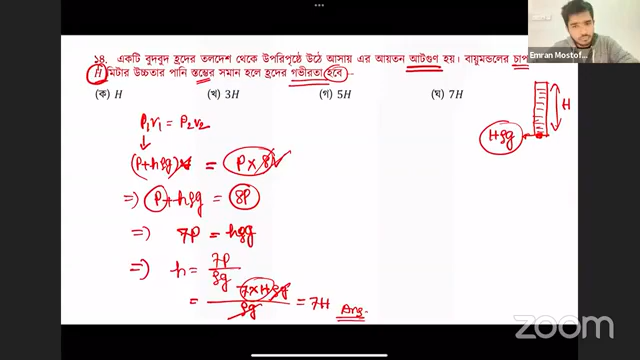 Emran Mostof...
১৪. একটি বুদবুদ হ্রদের তলদেশ থেকে উপরিপৃষ্ঠে উঠে আসায় এর আয়তন আটগুণ হয়। বায়ুমন্ডলের চাপ
H মিটার উচ্চতার পানি স্তম্ভের সমান হলে হ্রদের গভীরতা হবে--
(ক) H (খ) 3H (গ) 5H (ঘ) 7H
H
Hρg
P₁V₁ = P₂V₂
(P+hρg)V = P×8V
=> P+hρg = 8P
=> 7P = hρg
=> h = 7P/ρg
= 7×Hρg/ρg = 7H Ans.
zoom